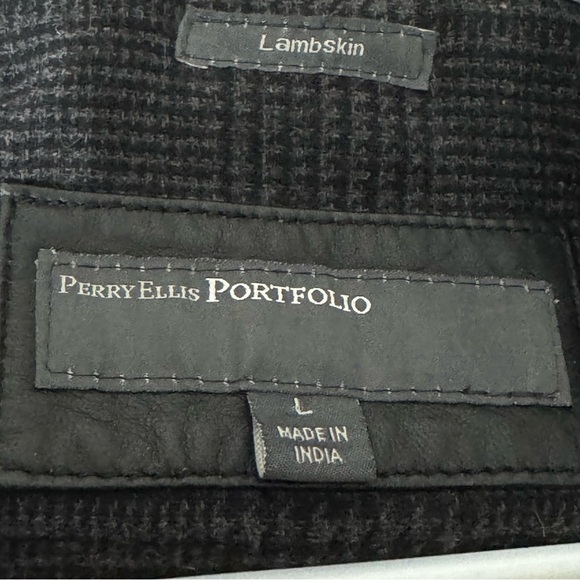 Lambskin
PERRY ELLIS PORTFOLIO
L
MADE IN
INDIA